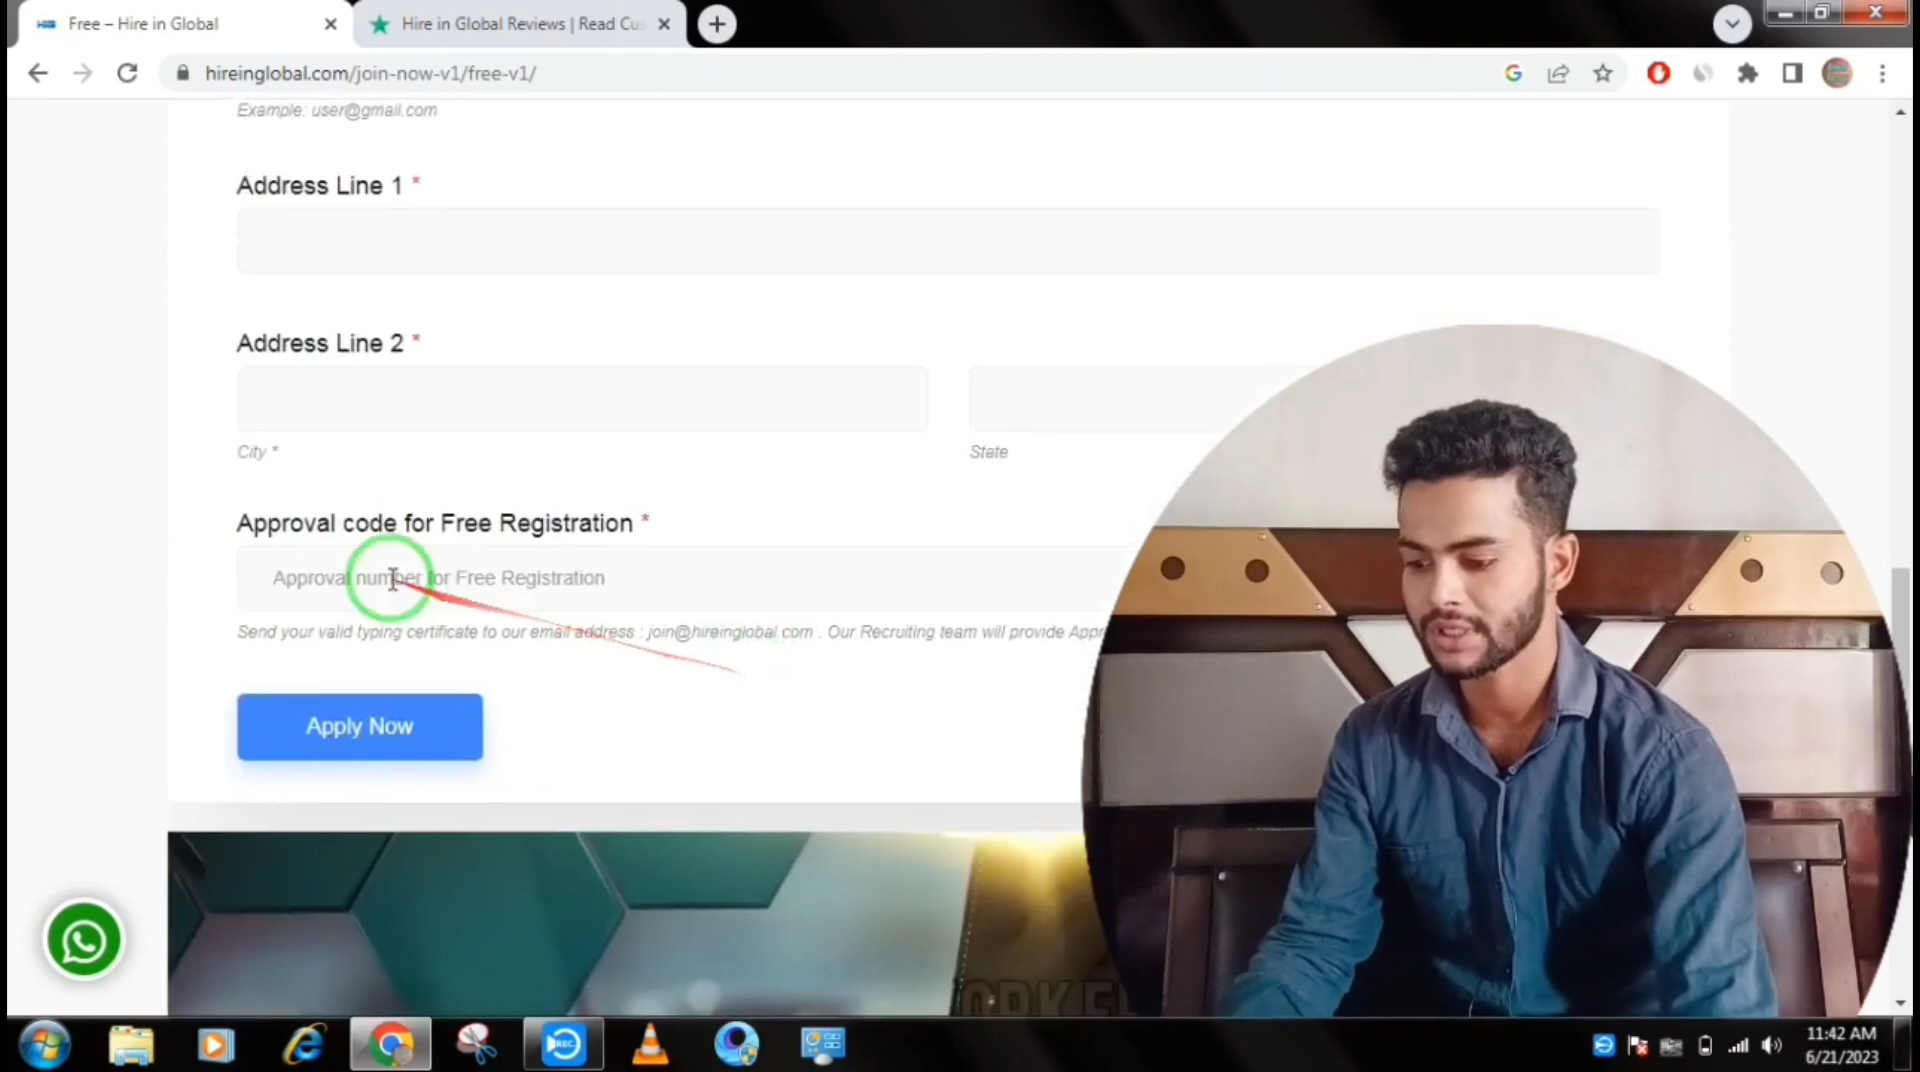 Free – Hire in Global
Hire in Global Reviews | Read Cus
hireinglobal.com/join-now-v1/free-v1/
Example: user@gmail.com
Address Line 1 *
Address Line 2 *
City *
State
Approval code for Free Registration *
Approval number for Free Registration
Send your valid typing certificate to our email address : join@hireinglobal.com . Our Recruiting team will provide Appr
Apply Now
REC
11:42 AM
6/21/2023